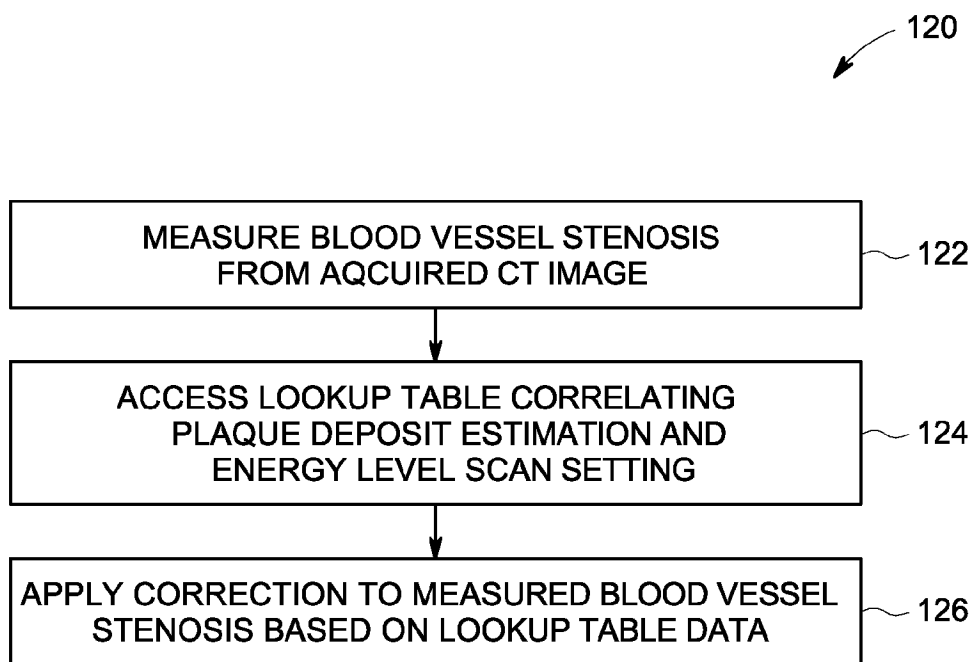 120
MEASURE BLOOD VESSEL STENOSIS
FROM AQCUIRED CT IMAGE
122
ACCESS LOOKUP TABLE CORRELATING
PLAQUE DEPOSIT ESTIMATION AND
ENERGY LEVEL SCAN SETTING
124
APPLY CORRECTION TO MEASURED BLOOD VESSEL
STENOSIS BASED ON LOOKUP TABLE DATA
126